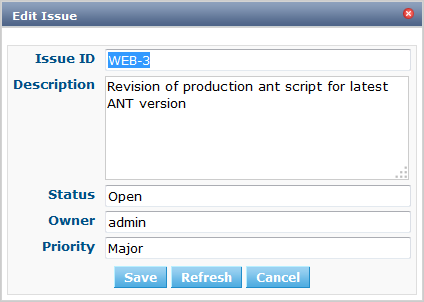 Edit Issue
Issue ID WEB-3
Description Revision of production ant script for latest
ANT version
Status Open
Owner admin
Priority Major
Save Refresh Cancel